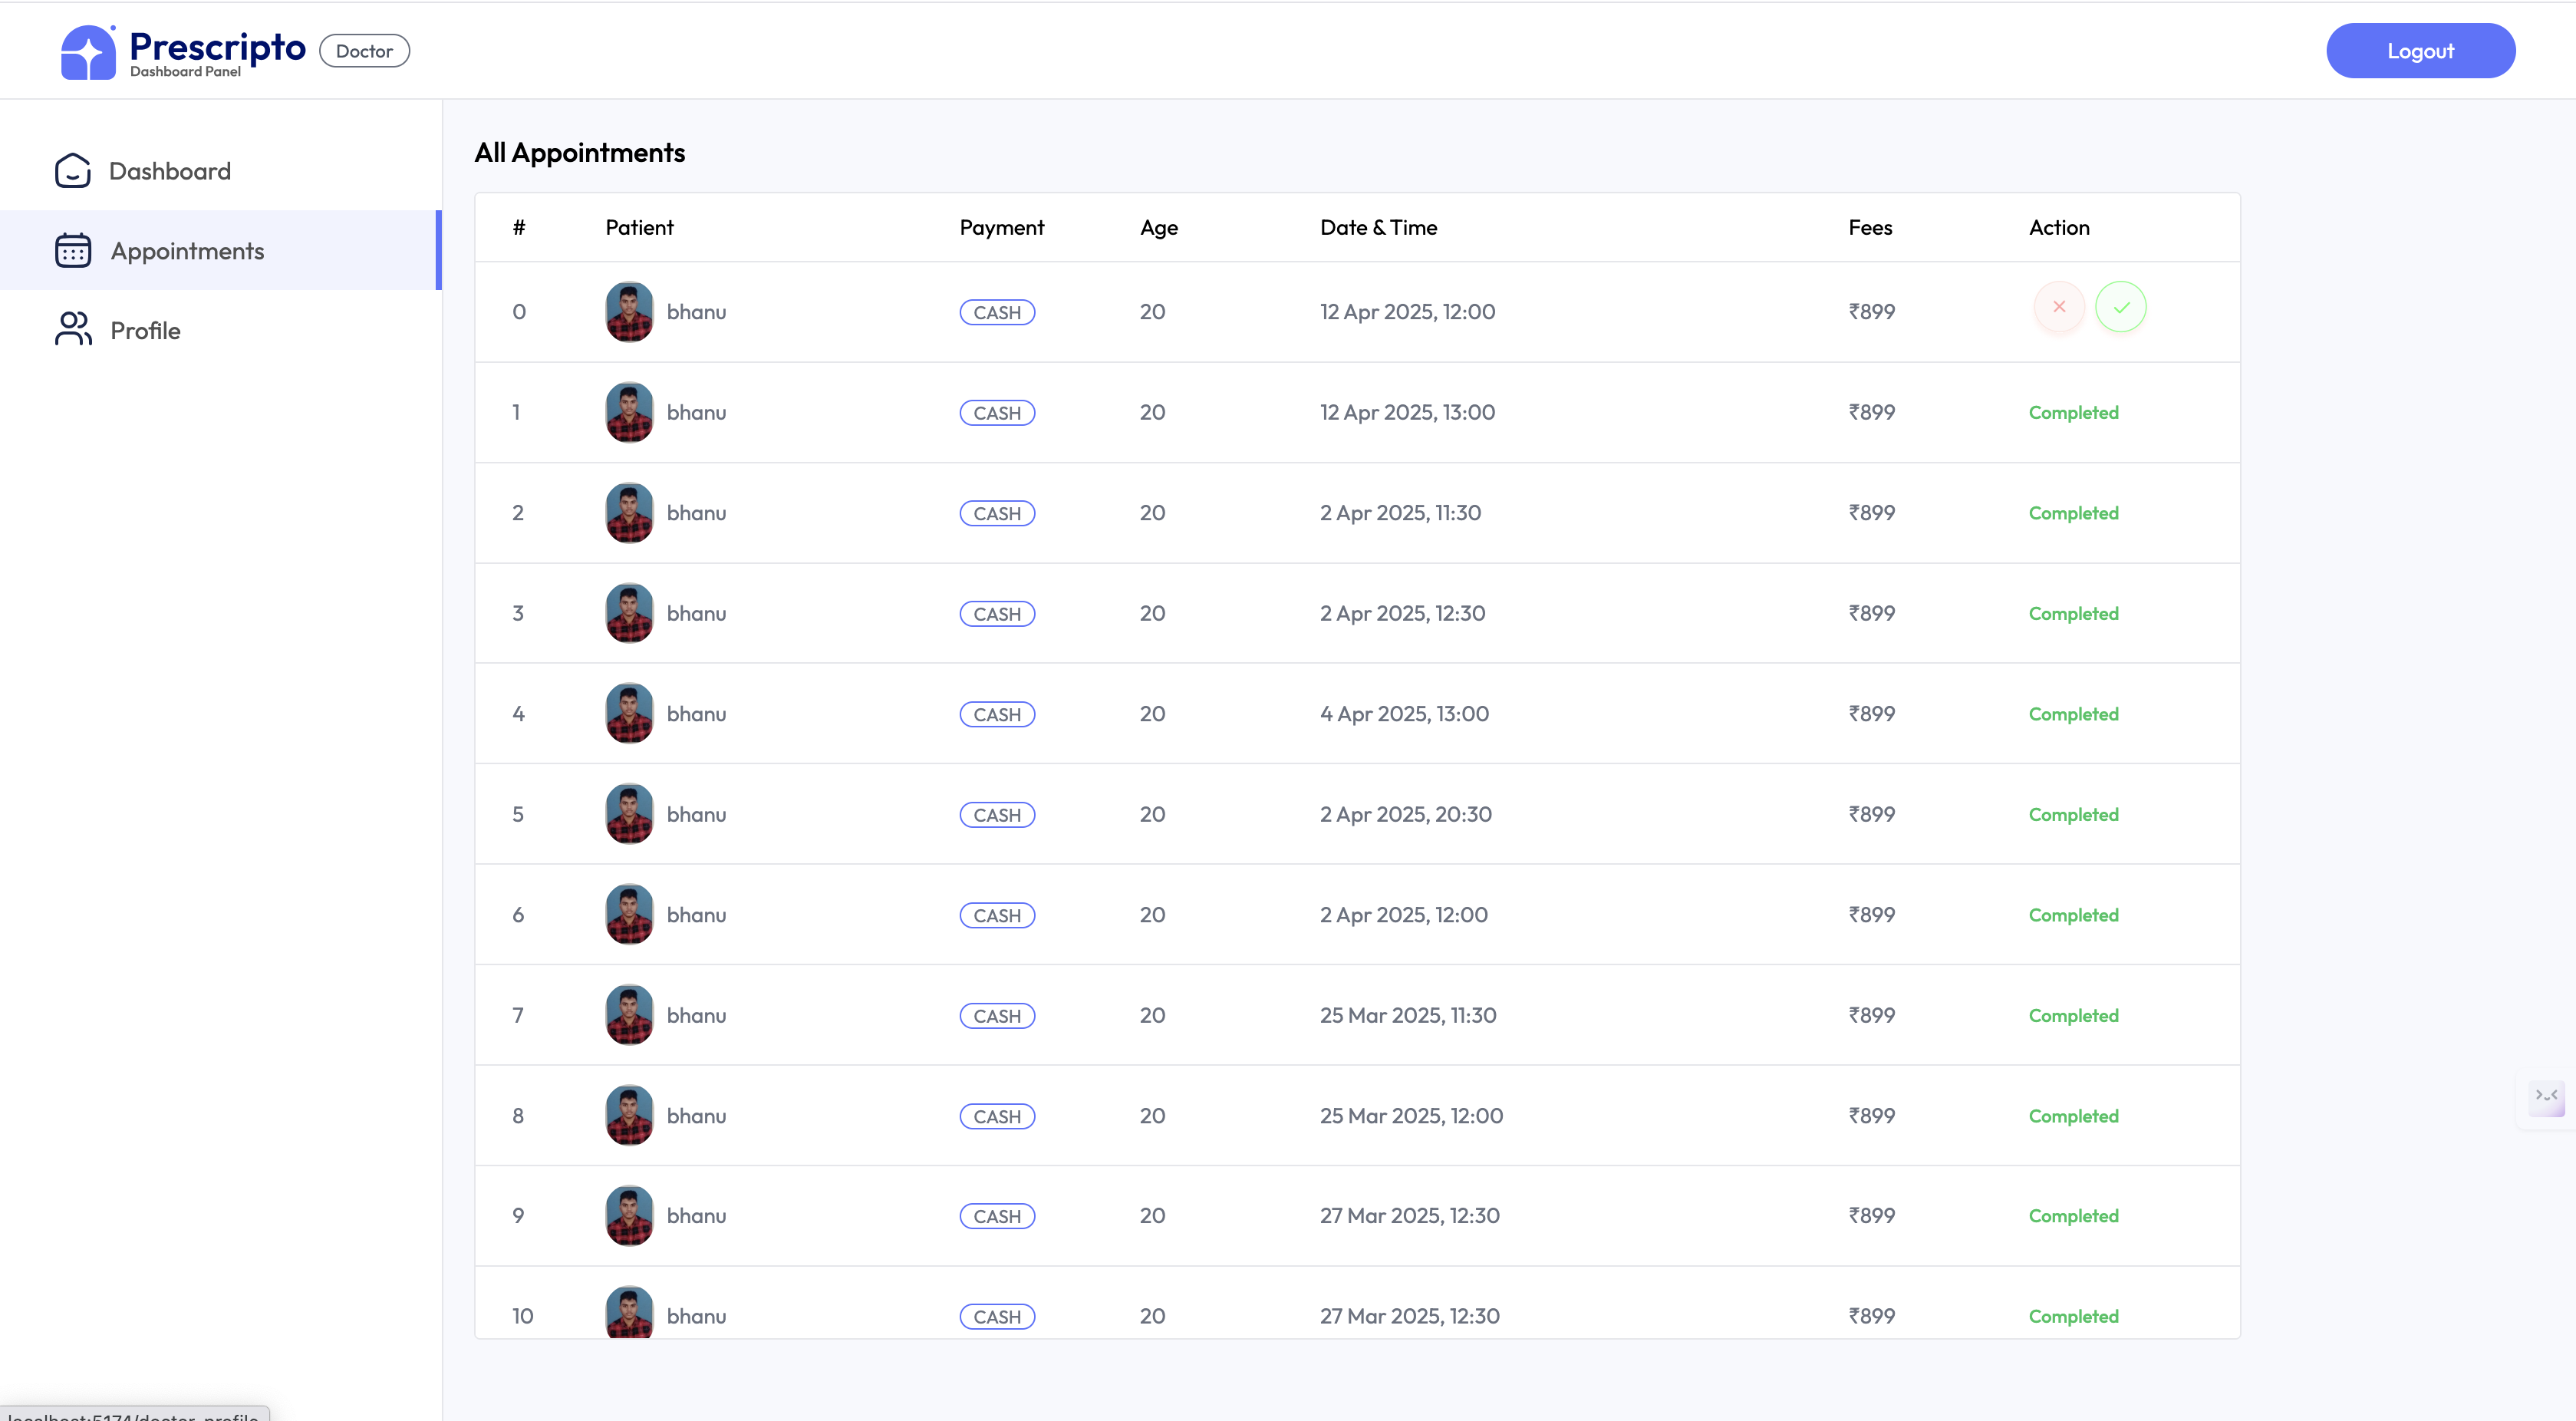 Prescripto
Dashboard Panel
Doctor
Logout
Dashboard
Appointments
Profile
All Appointments
# Patient Payment Age Date & Time Fees Action
0 bhanu CASH 20 12 Apr 2025, 12:00 ₹899
1 bhanu CASH 20 12 Apr 2025, 13:00 ₹899 Completed
2 bhanu CASH 20 2 Apr 2025, 11:30 ₹899 Completed
3 bhanu CASH 20 2 Apr 2025, 12:30 ₹899 Completed
4 bhanu CASH 20 4 Apr 2025, 13:00 ₹899 Completed
5 bhanu CASH 20 2 Apr 2025, 20:30 ₹899 Completed
6 bhanu CASH 20 2 Apr 2025, 12:00 ₹899 Completed
7 bhanu CASH 20 25 Mar 2025, 11:30 ₹899 Completed
8 bhanu CASH 20 25 Mar 2025, 12:00 ₹899 Completed
9 bhanu CASH 20 27 Mar 2025, 12:30 ₹899 Completed
10 bhanu CASH 20 27 Mar 2025, 12:30 ₹899 Completed
localhost:5174/doctor-profile